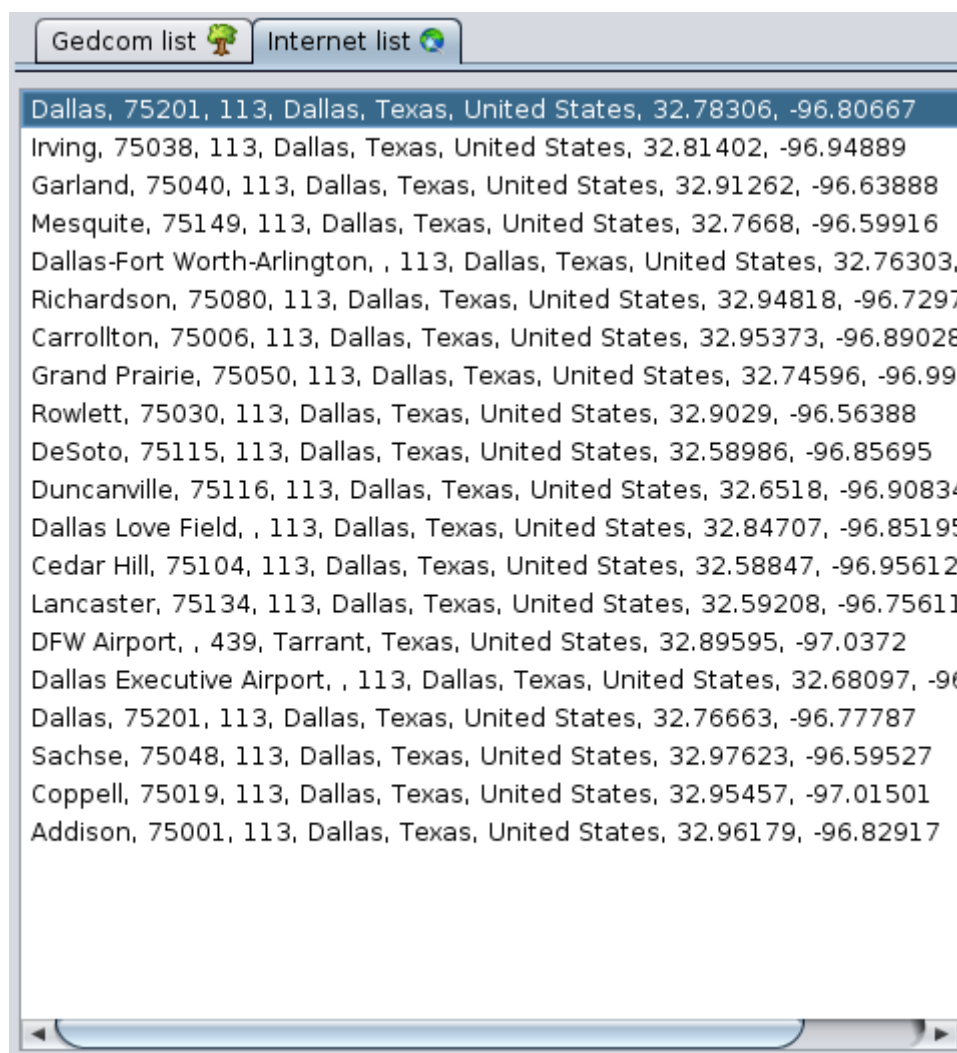 Gedcom list Internet list
Dallas, 75201, 113, Dallas, Texas, United States, 32.78306, -96.80667
Irving, 75038, 113, Dallas, Texas, United States, 32.81402, -96.94889
Garland, 75040, 113, Dallas, Texas, United States, 32.91262, -96.63888
Mesquite, 75149, 113, Dallas, Texas, United States, 32.7668, -96.59916
Dallas-Fort Worth-Arlington, , 113, Dallas, Texas, United States, 32.76303,
Richardson, 75080, 113, Dallas, Texas, United States, 32.94818, -96.7297
Carrollton, 75006, 113, Dallas, Texas, United States, 32.95373, -96.89028
Grand Prairie, 75050, 113, Dallas, Texas, United States, 32.74596, -96.99
Rowlett, 75030, 113, Dallas, Texas, United States, 32.9029, -96.56388
DeSoto, 75115, 113, Dallas, Texas, United States, 32.58986, -96.85695
Duncanville, 75116, 113, Dallas, Texas, United States, 32.6518, -96.90834
Dallas Love Field, , 113, Dallas, Texas, United States, 32.84707, -96.85195
Cedar Hill, 75104, 113, Dallas, Texas, United States, 32.58847, -96.95612
Lancaster, 75134, 113, Dallas, Texas, United States, 32.59208, -96.75611
DFW Airport, , 439, Tarrant, Texas, United States, 32.89595, -97.0372
Dallas Executive Airport, , 113, Dallas, Texas, United States, 32.68097, -96
Dallas, 75201, 113, Dallas, Texas, United States, 32.76663, -96.77787
Sachse, 75048, 113, Dallas, Texas, United States, 32.97623, -96.59527
Coppell, 75019, 113, Dallas, Texas, United States, 32.95457, -97.01501
Addison, 75001, 113, Dallas, Texas, United States, 32.96179, -96.82917